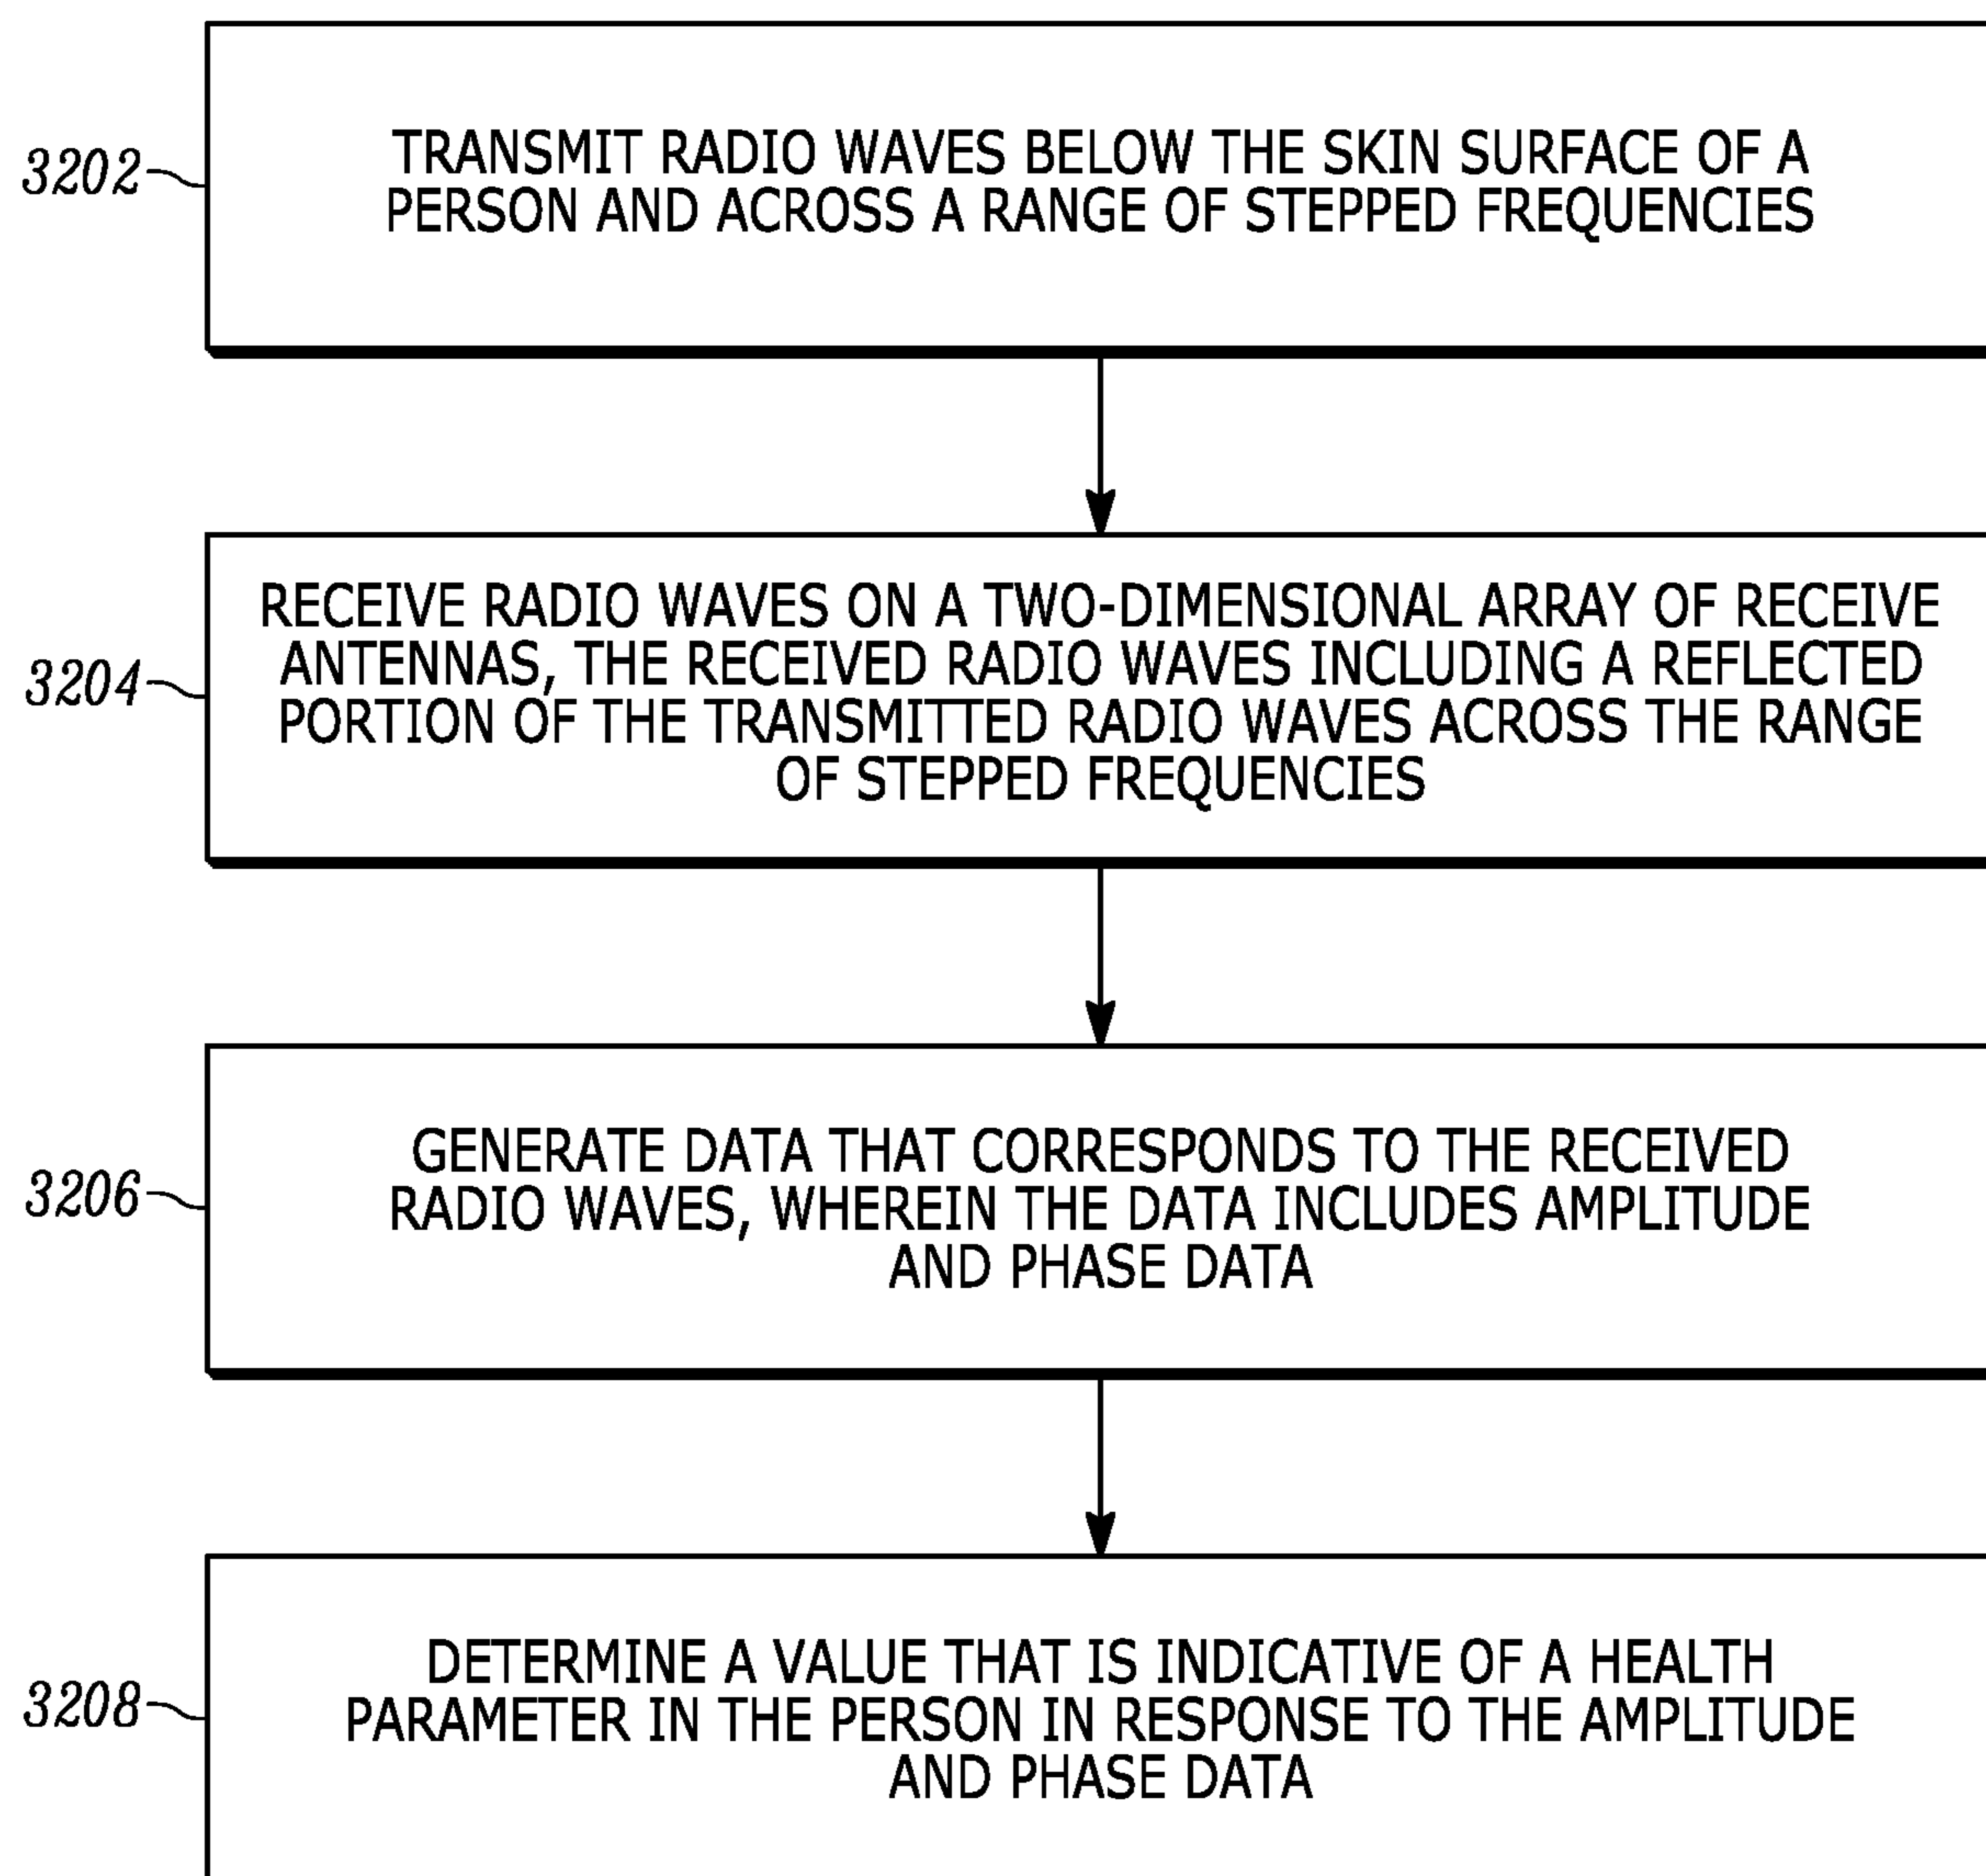 3202
TRANSMIT RADIO WAVES BELOW THE SKIN SURFACE OF A
PERSON AND ACROSS A RANGE OF STEPPED FREQUENCIES
3204
RECEIVE RADIO WAVES ON A TWO-DIMENSIONAL ARRAY OF RECEIVE
ANTENNAS, THE RECEIVED RADIO WAVES INCLUDING A REFLECTED
PORTION OF THE TRANSMITTED RADIO WAVES ACROSS THE RANGE
OF STEPPED FREQUENCIES
3206
GENERATE DATA THAT CORRESPONDS TO THE RECEIVED
RADIO WAVES, WHEREIN THE DATA INCLUDES AMPLITUDE
AND PHASE DATA
3208
DETERMINE A VALUE THAT IS INDICATIVE OF A HEALTH
PARAMETER IN THE PERSON IN RESPONSE TO THE AMPLITUDE
AND PHASE DATA